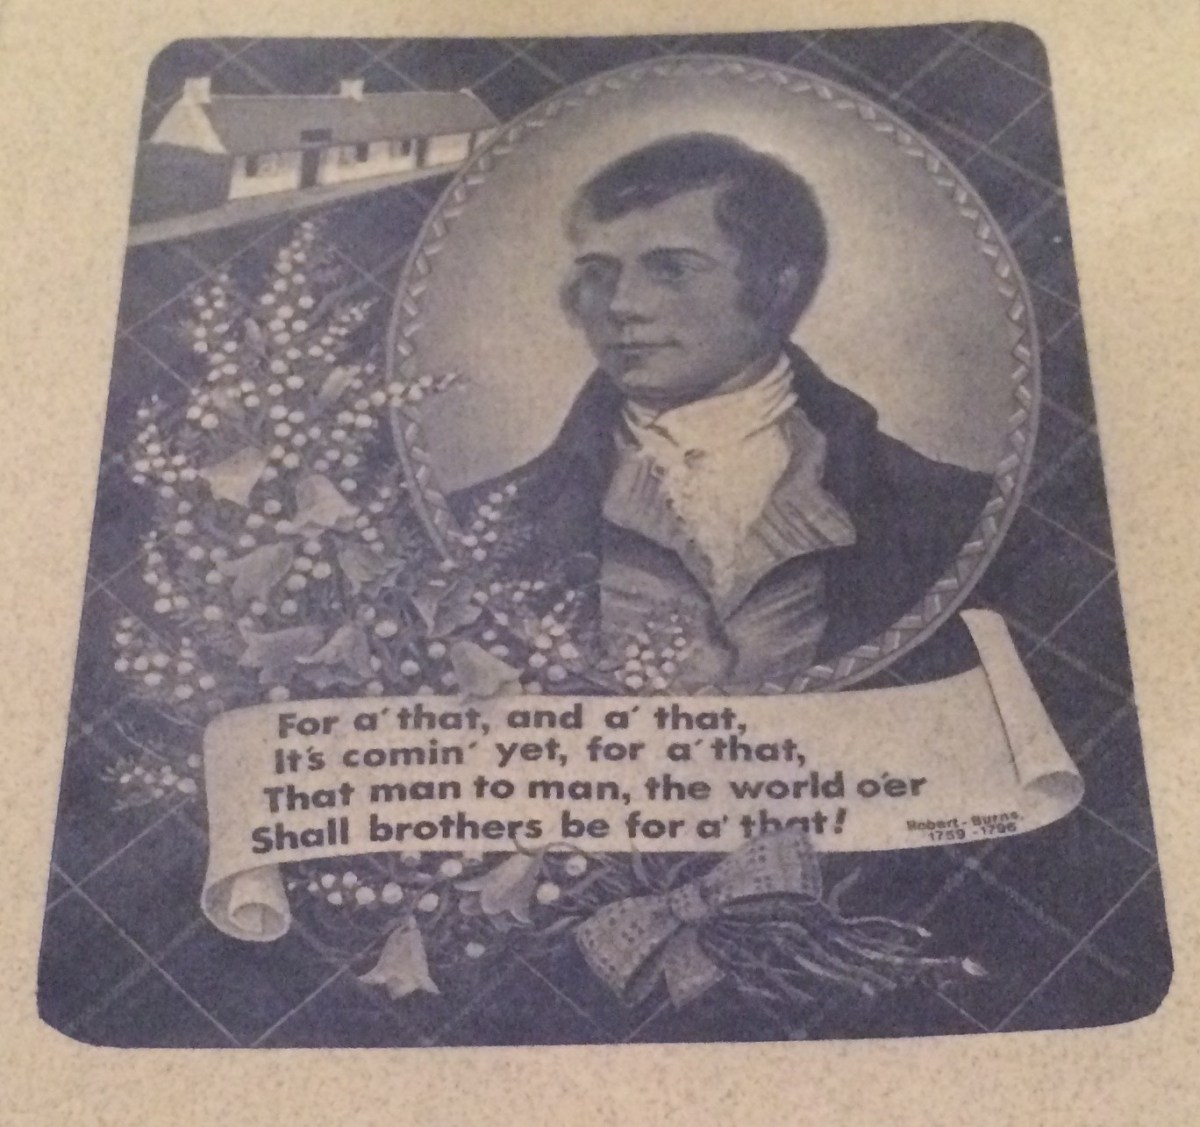 For a' that, and a' that,
It's comin' yet, for a' that,
That man to man, the world o'er
Shall brothers be for a' that!
Robert - Burns.
1759 - 1796